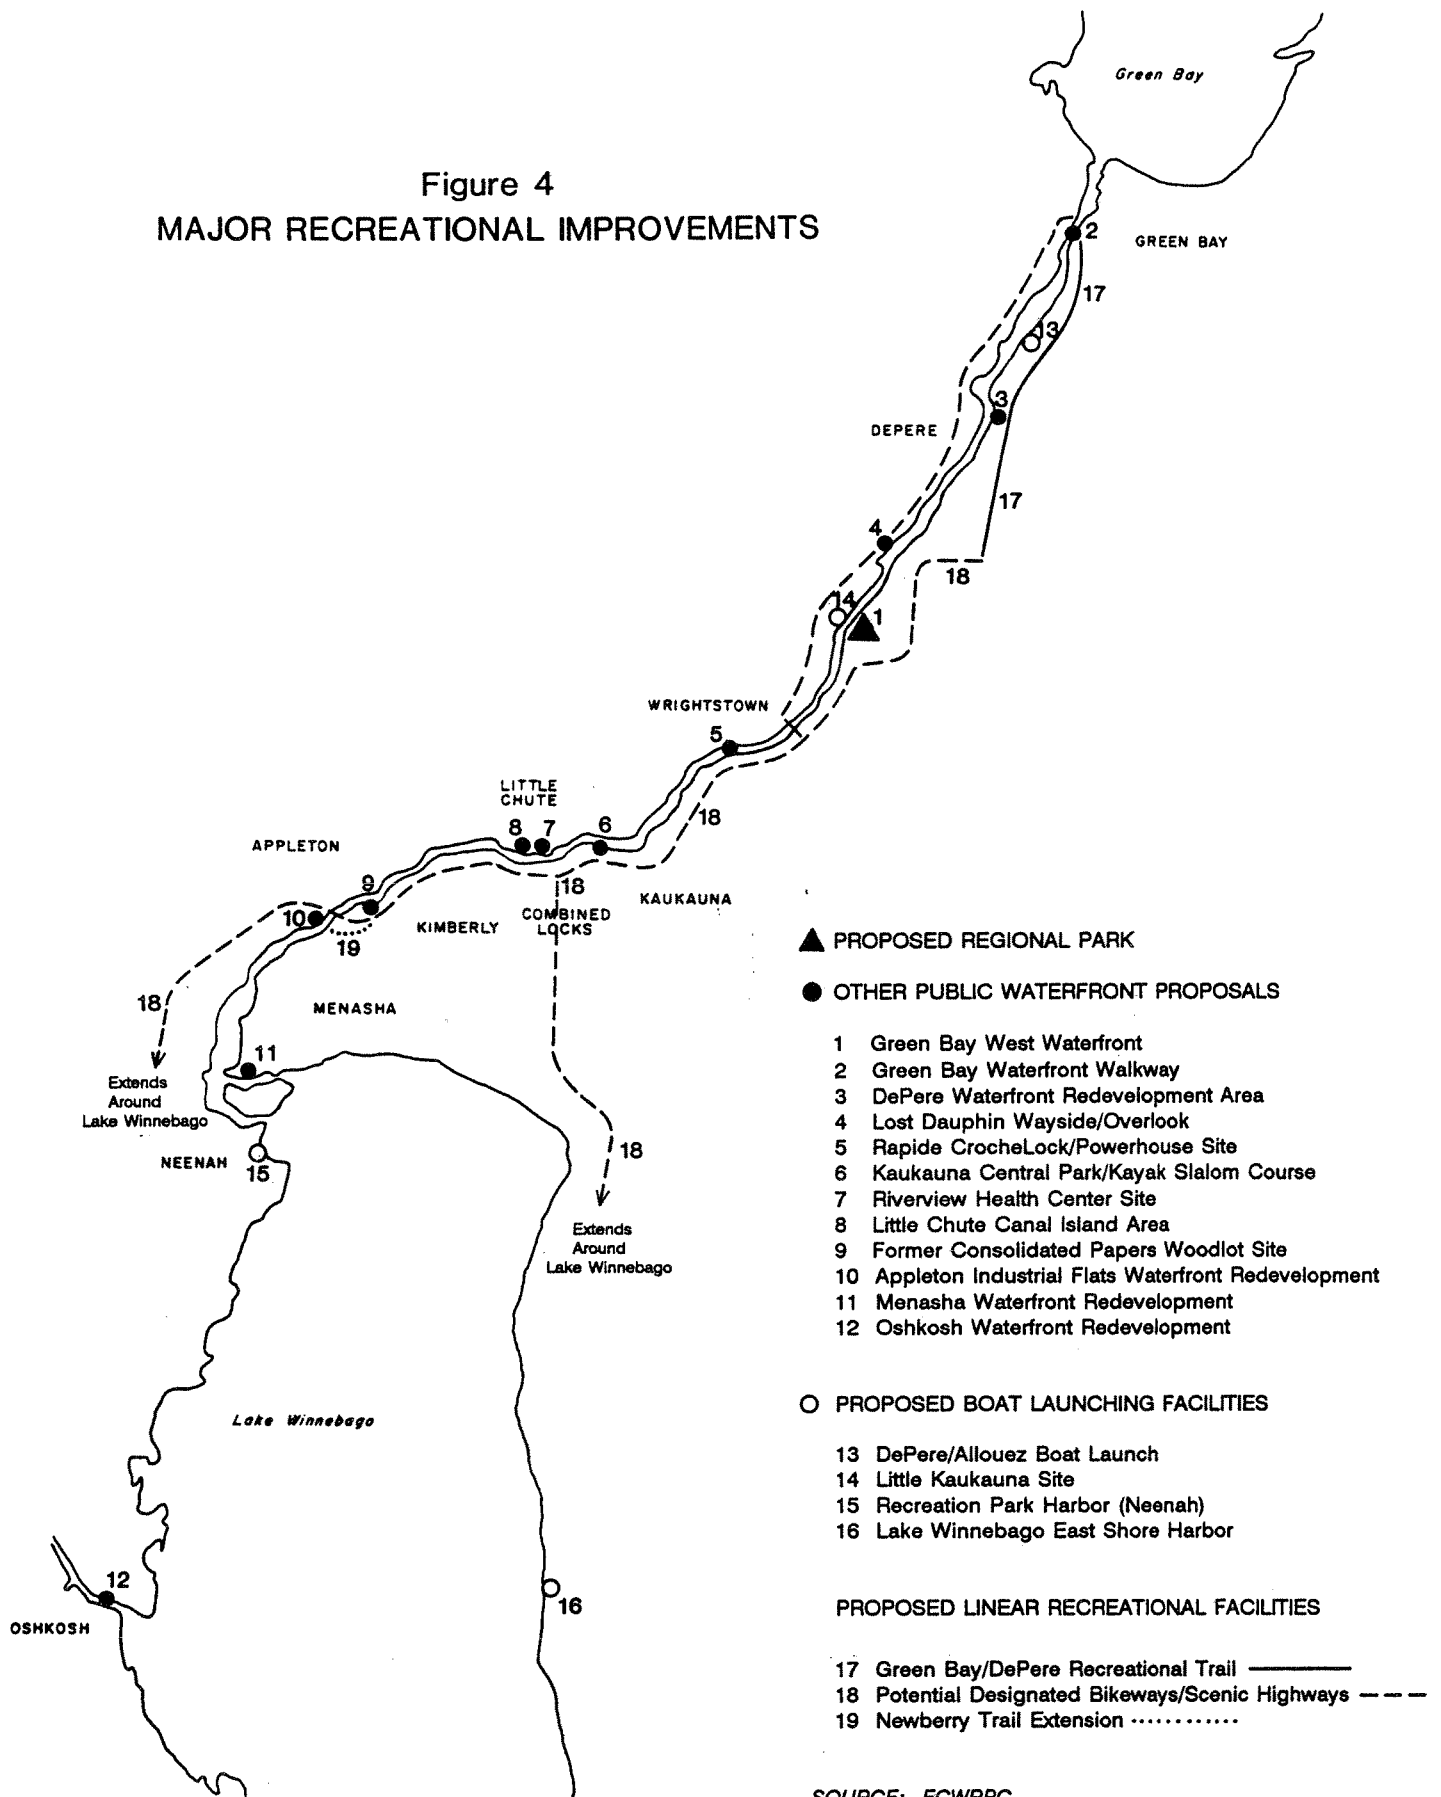 Green Bay
Figure 4
MAJOR RECREATIONAL IMPROVEMENTS
2
GREEN BAY
17
13
3
DEPERE
17
4
18
14
1
WRIGHTSTOWN
5
LITTLE
CHUTE
18
8
7
6
APPLETON
9
18
KAUKAUNA
10
COMBINED
LOCKS
KIMBERLY
19
18
MENASHA
11
Extends
Around
Lake Winnebago
18
NEENAH
15
Extends
Around
Lake Winnebago
Lake Winnebago
12
16
OSHKOSH
PROPOSED REGIONAL PARK
OTHER PUBLIC WATERFRONT PROPOSALS
1 Green Bay West Waterfront
2 Green Bay Waterfront Walkway
3 DePere Waterfront Redevelopment Area
4 Lost Dauphin Wayside/Overlook
5 Rapide CrocheLock/Powerhouse Site
6 Kaukauna Central Park/Kayak Slalom Course
7 Riverview Health Center Site
8 Little Chute Canal Island Area
9 Former Consolidated Papers Woodlot Site
10 Appleton Industrial Flats Waterfront Redevelopment
11 Menasha Waterfront Redevelopment
12 Oshkosh Waterfront Redevelopment
PROPOSED BOAT LAUNCHING FACILITIES
13 DePere/Allouez Boat Launch
14 Little Kaukauna Site
15 Recreation Park Harbor (Neenah)
16 Lake Winnebago East Shore Harbor
PROPOSED LINEAR RECREATIONAL FACILITIES
17 Green Bay/DePere Recreational Trail
18 Potential Designated Bikeways/Scenic Highways
19 Newberry Trail Extension
SOURCE: ECWRPC